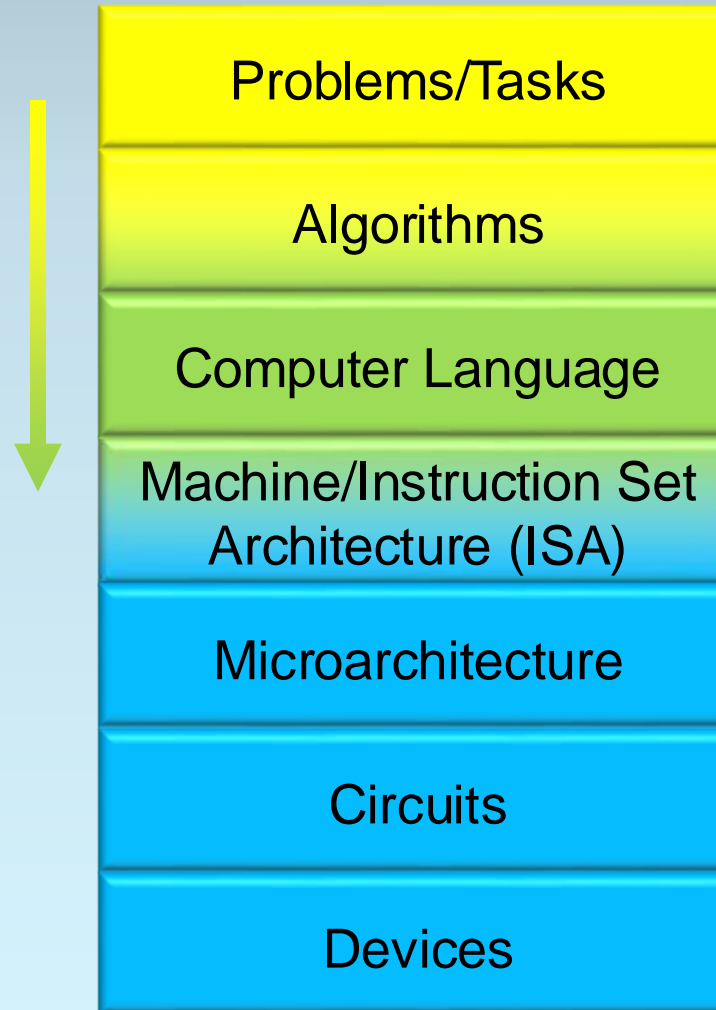 Problems/Tasks
Algorithms
Computer Language
Machine/Instruction Set
Architecture (ISA)
Microarchitecture
Circuits
Devices